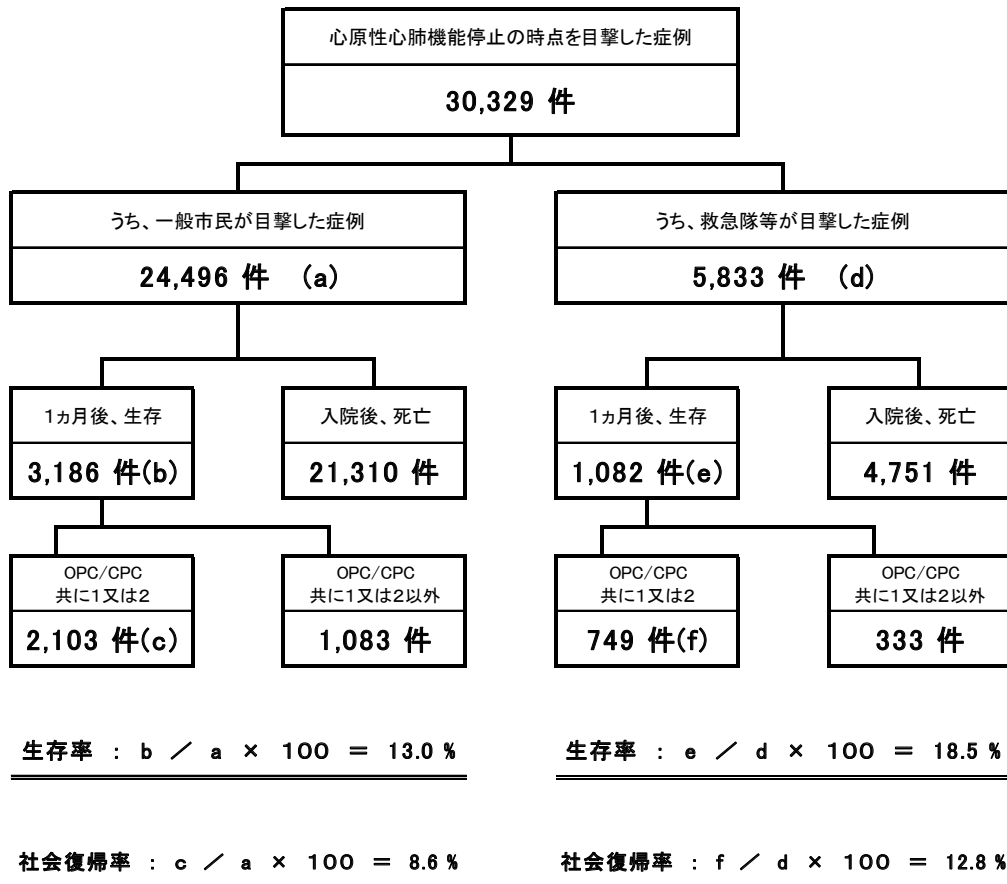 心原性心肺機能停止の時点を目撃した症例
30,329 件
うち、一般市民が目撃した症例
24,496 件 (a)
うち、救急隊等が目撃した症例
5,833 件 (d)
1ヵ月後、生存
3,186 件(b)
入院後、死亡
21,310 件
1ヵ月後、生存
1,082 件(e)
入院後、死亡
4,751 件
OPC/CPC
共に1又は2
2,103 件(c)
OPC/CPC
共に1又は2以外
1,083 件
OPC/CPC
共に1又は2
749 件(f)
OPC/CPC
共に1又は2以外
333 件
生存率 : b / a × 100 = 13.0 %
生存率 : e / d × 100 = 18.5 %
社会復帰率 : c / a × 100 = 8.6 %
社会復帰率 : f / d × 100 = 12.8 %